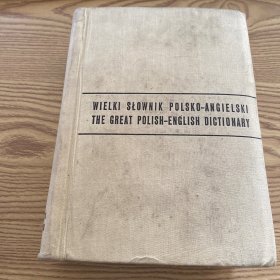 WIELKI SŁOWNIK POLSKO-ANGIELSKI
THE GREAT POLISH-ENGLISH DICTIONARY